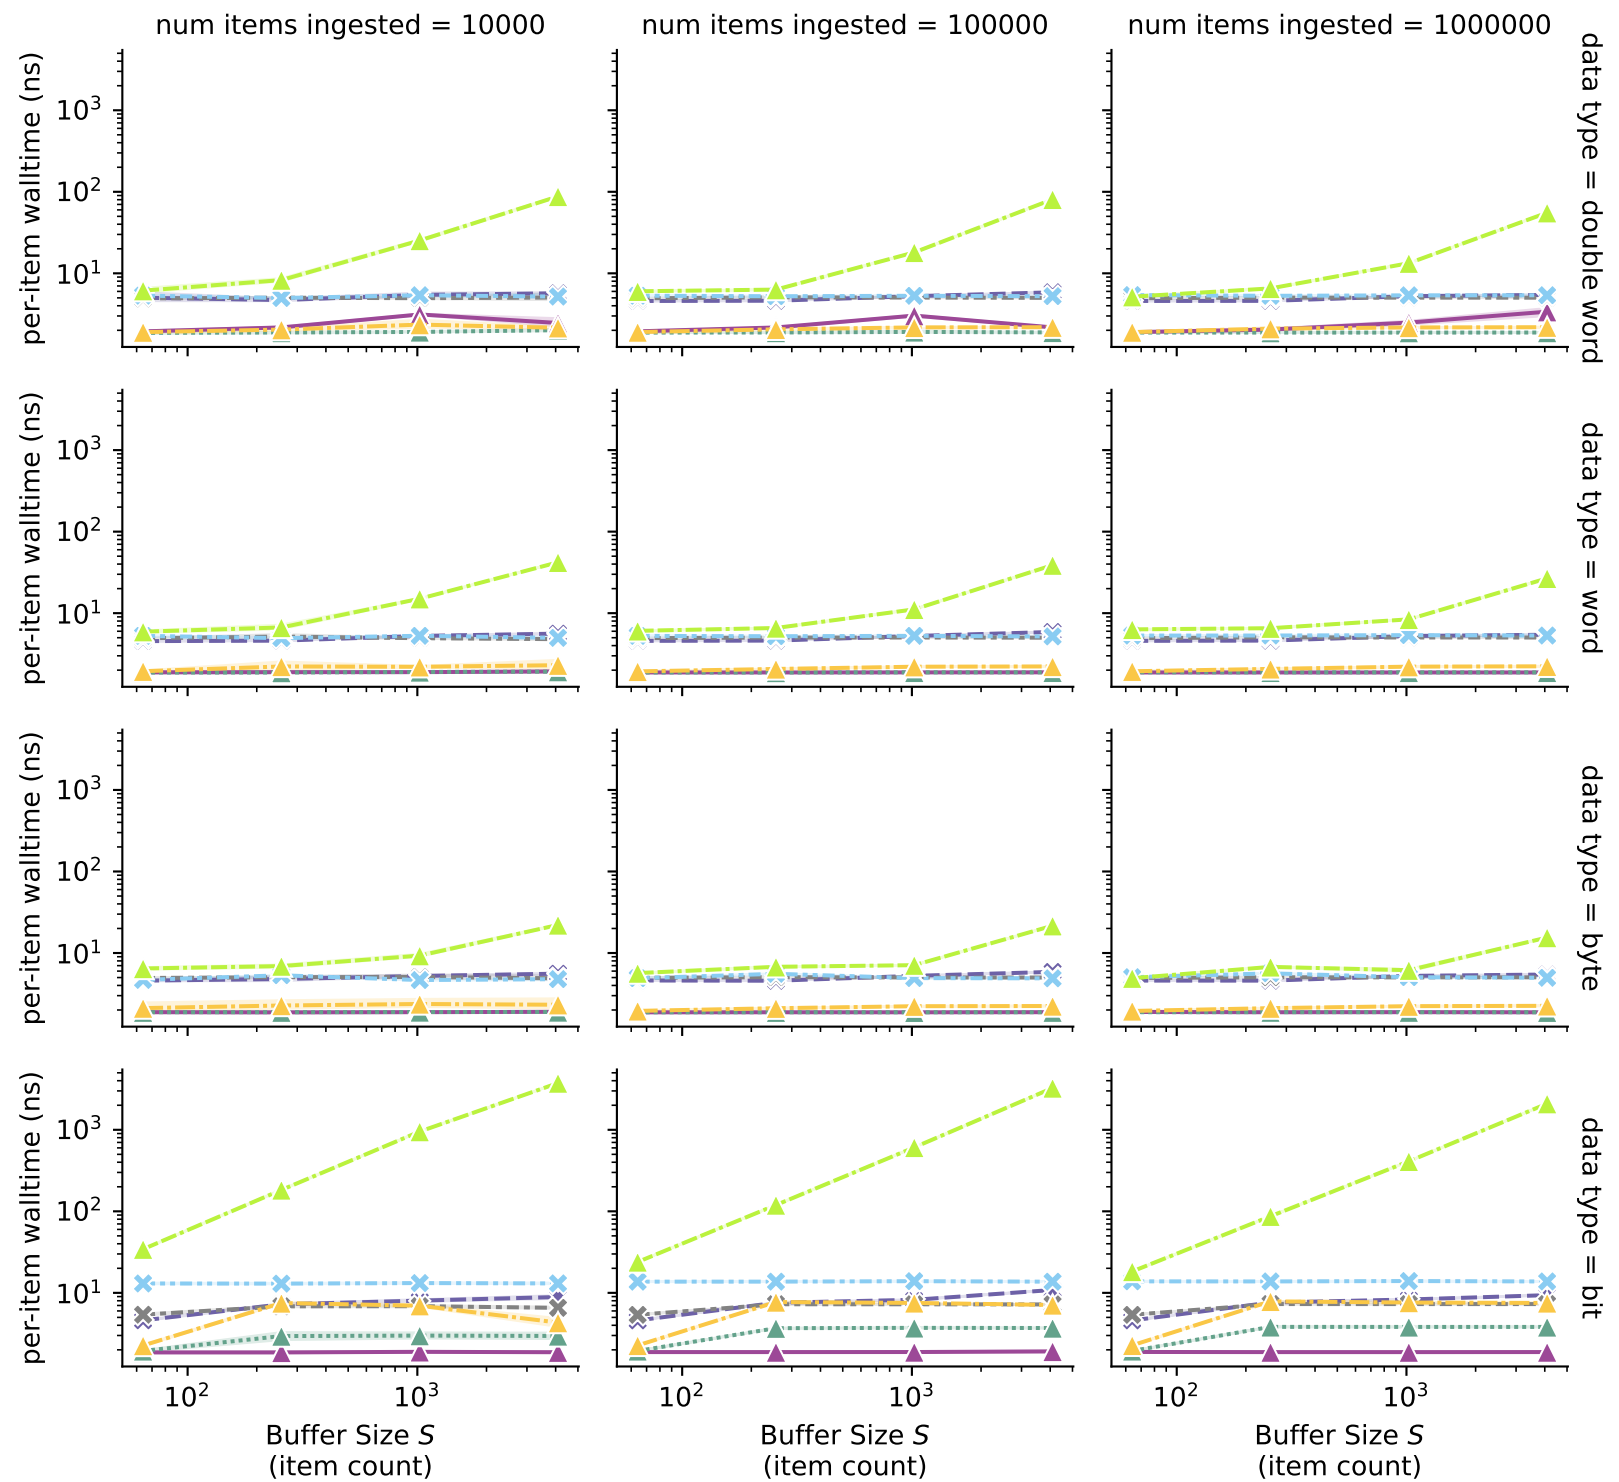 num items ingested = 10000
num items ingested = 100000
num items ingested = 1000000
per-item walltime (ns)
10³
10²
10¹
data type = double word
per-item walltime (ns)
10³
10²
10¹
data type = word
per-item walltime (ns)
10³
10²
10¹
data type = byte
per-item walltime (ns)
10³
10²
10¹
data type = bit
10² 10³ 10² 10³ 10² 10³
Buffer Size S
(item count)
Buffer Size S
(item count)
Buffer Size S
(item count)